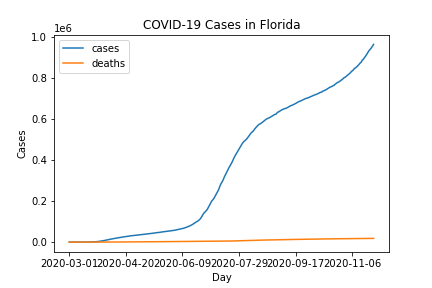 COVID-19 Cases in Florida
1e6
cases
deaths
1.0
0.8
0.6
0.4
0.2
0.0
Cases
2020-03-01 2020-04-20 2020-06-09 2020-07-29 2020-09-17 2020-11-06
Day